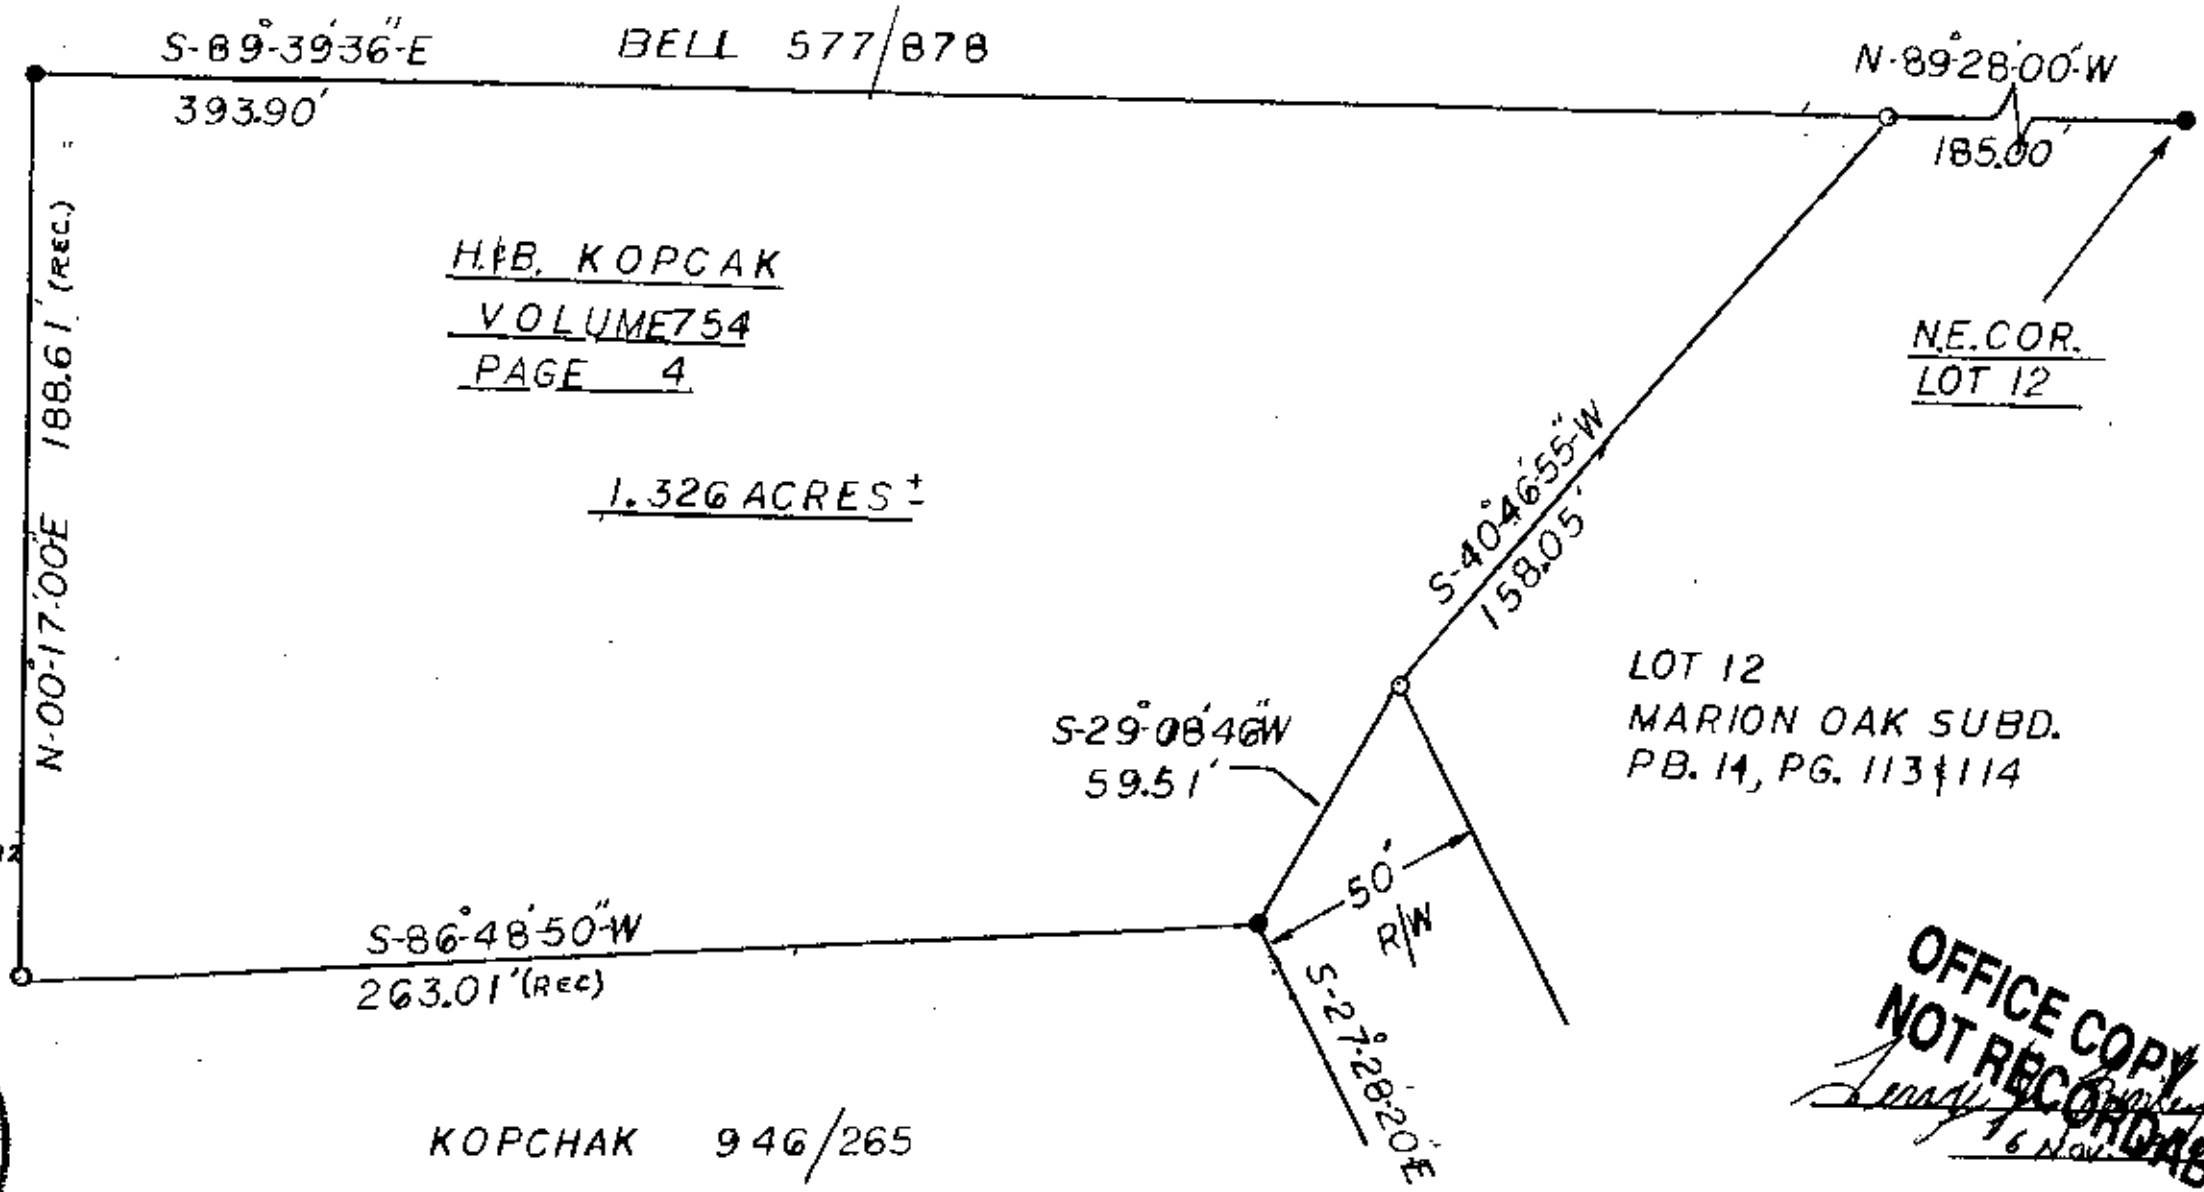 S-89°-39'-36"-E
BELL 577/878
N-89°-28'-00'-W
393.90'
185.00'
N-00°-17'-00"E 188.61' (REC.)
H.&B. KOPCAK
VOLUME 754
PAGE 4
N.E. COR.
LOT 12
1.326 ACRES ±
S-40°-46'-55"-W
158.05'
LOT 12
MARION OAK SUBD.
PB. 14, PG. 113 & 114
S-29°-08'-46"W
59.51'
50'
R/W
S-86°-48'-50"-W
263.01' (REC)
S-27°-28'-20"E
KOPCHAK 946/265
OFFICE COPY
NOT
16 Nov.